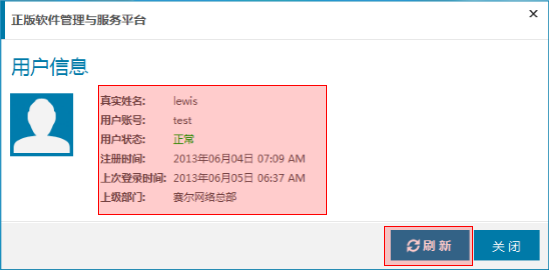 正版软件管理与服务平台
×
用户信息
真实姓名: lewis
用户账号: test
用户状态: 正常
注册时间: 2013年06月04日 07:09 AM
上次登录时间: 2013年06月05日 06:37 AM
上级部门: 赛尔网络总部
刷 新
关 闭